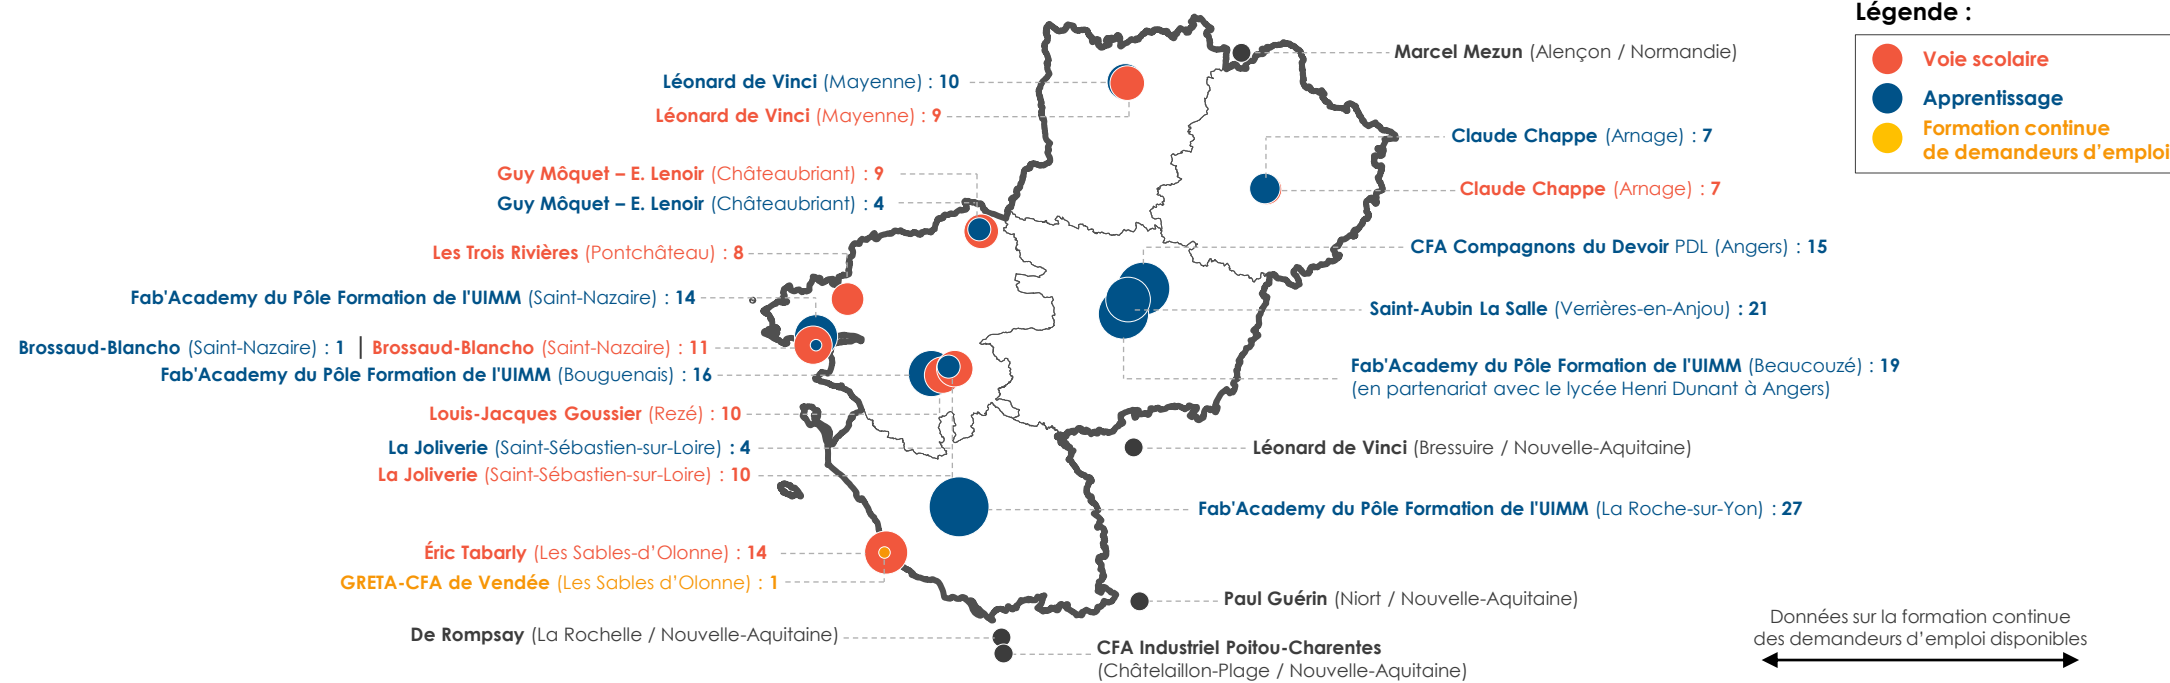 Légende :
Voie scolaire
Apprentissage
Formation continue
de demandeurs d'emploi
Marcel Mezun (Alençon / Normandie)
Léonard de Vinci (Mayenne) : 10
Léonard de Vinci (Mayenne) : 9
Claude Chappe (Arnage) : 7
Guy Môquet – E. Lenoir (Châteaubriant) : 9
Claude Chappe (Arnage) : 7
Guy Môquet – E. Lenoir (Châteaubriant) : 4
Les Trois Rivières (Pontchâteau) : 8
CFA Compagnons du Devoir PDL (Angers) : 15
Fab'Academy du Pôle Formation de l'UIMM (Saint-Nazaire) : 14
Saint-Aubin La Salle (Verrières-en-Anjou) : 21
Brossaud-Blancho (Saint-Nazaire) : 1 | Brossaud-Blancho (Saint-Nazaire) : 11
Fab'Academy du Pôle Formation de l'UIMM (Bouguenais) : 16
Fab'Academy du Pôle Formation de l'UIMM (Beaucouzé) : 19
(en partenariat avec le lycée Henri Dunant à Angers)
Louis-Jacques Goussier (Rezé) : 10
La Joliverie (Saint-Sébastien-sur-Loire) : 4
Léonard de Vinci (Bressuire / Nouvelle-Aquitaine)
La Joliverie (Saint-Sébastien-sur-Loire) : 10
Fab'Academy du Pôle Formation de l'UIMM (La Roche-sur-Yon) : 27
Éric Tabarly (Les Sables-d'Olonne) : 14
GRETA-CFA de Vendée (Les Sables d'Olonne) : 1
Paul Guérin (Niort / Nouvelle-Aquitaine)
De Rompsay (La Rochelle / Nouvelle-Aquitaine)
CFA Industriel Poitou-Charentes
(Châtelaillon-Plage / Nouvelle-Aquitaine)
Données sur la formation continue
des demandeurs d'emploi disponibles